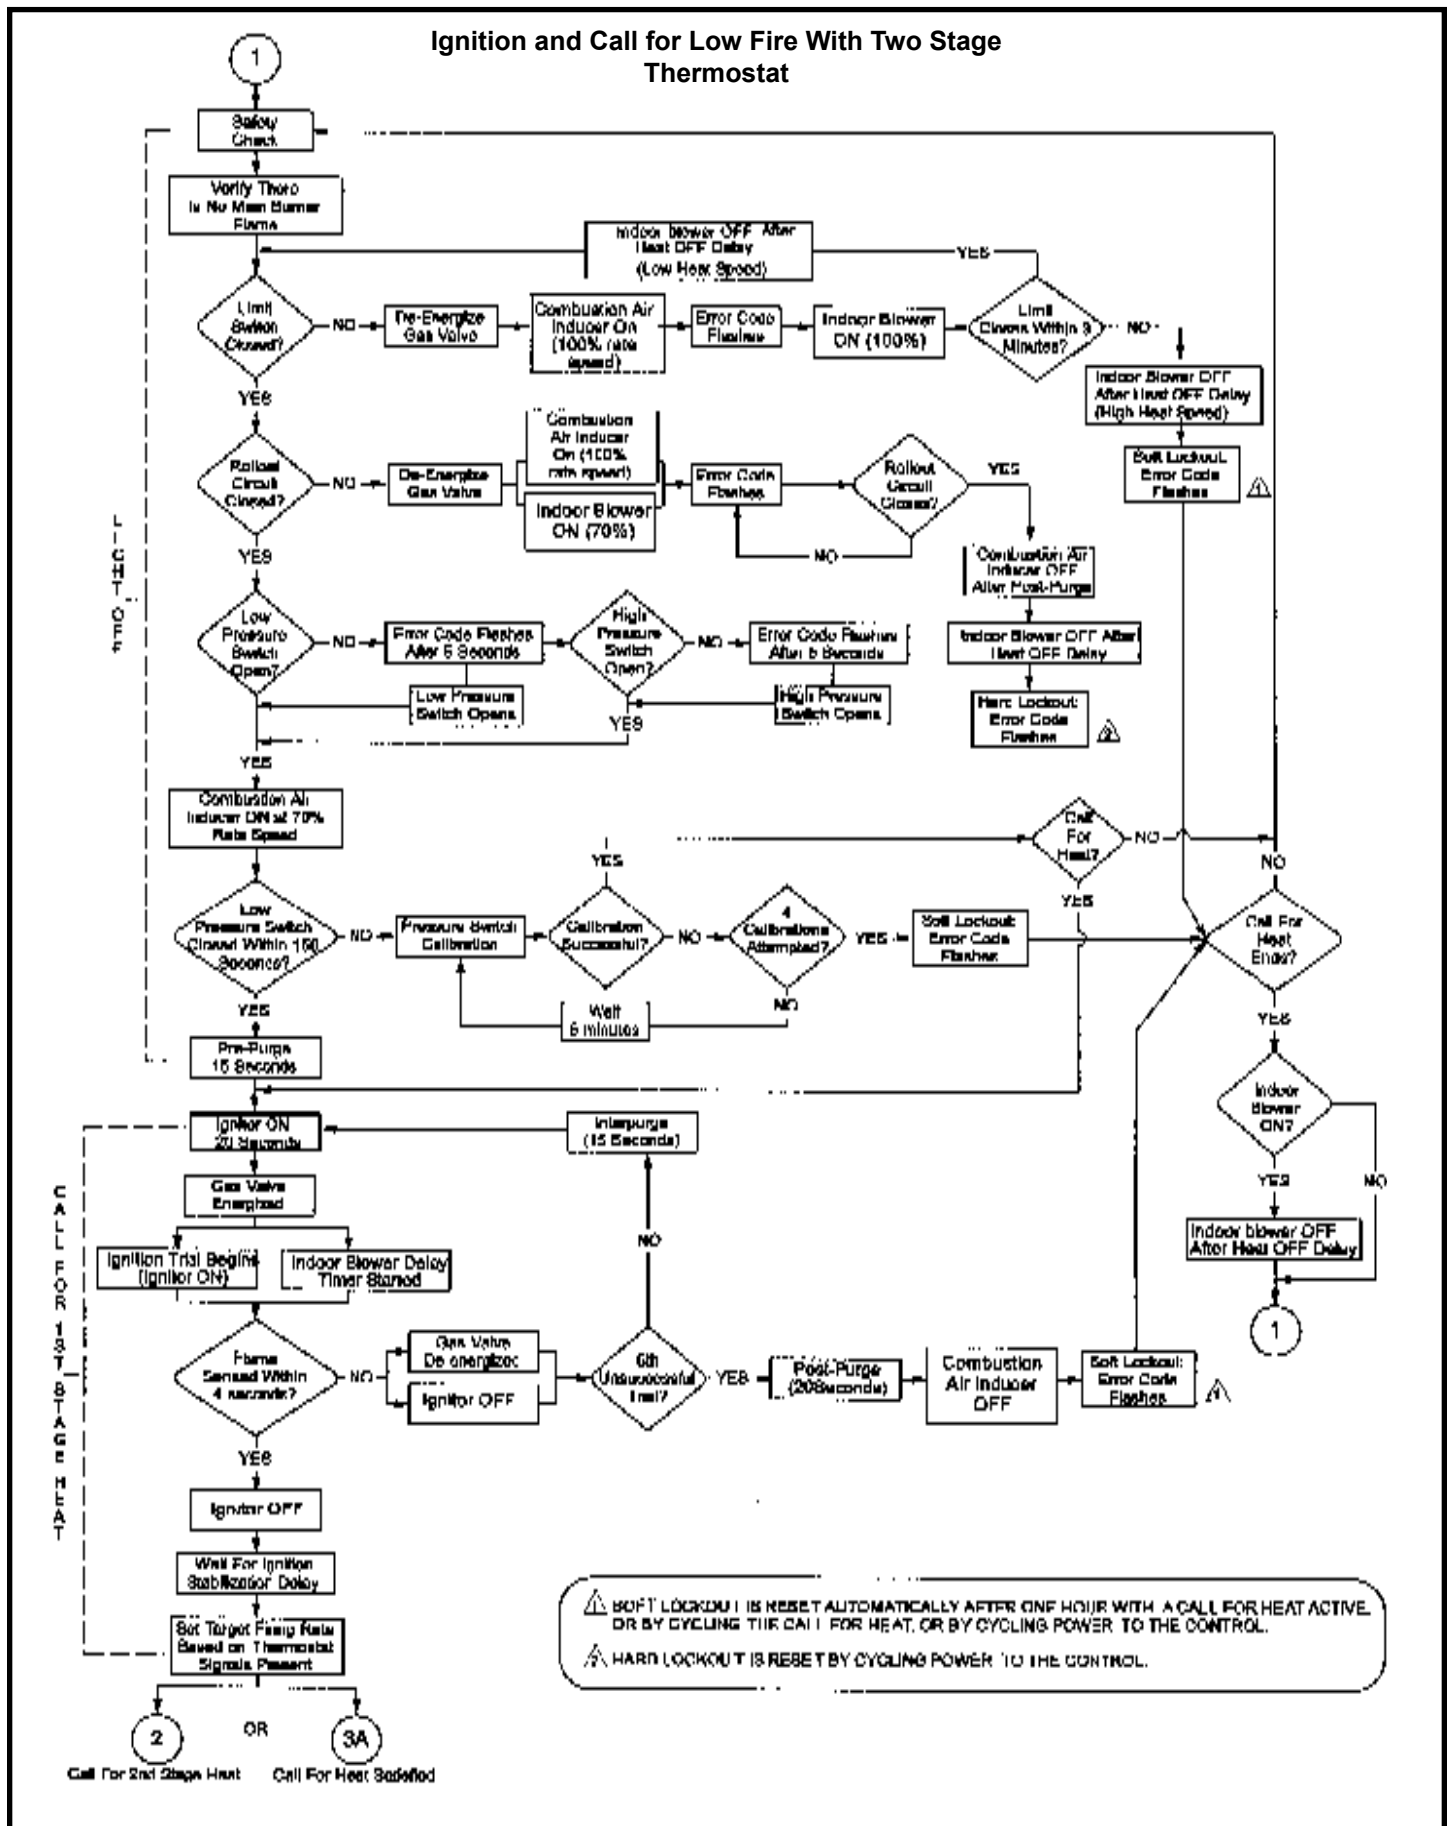 Ignition and Call for Low Fire With Two Stage
Thermostat
1
Safety
Check
Verify There
Is No Main Burner
Flame
Indoor blower OFF After
Heat OFF Delay
(Low Heat Speed)
YES
Limit
Switch
Closed?
NO
De-Energize
Gas Valve
Combustion Air
Inducer On
(100% rate
speed)
Error Code
Flashes
Indoor Blower
ON (100%)
Limit
Closes Within 3
Minutes?
NO
Indoor Blower OFF
After Heat OFF Delay
(High Heat Speed)
Soft Lockout
Error Code
Flashes
1
YES
Rollout
Circuit
Closed?
NO
De-Energize
Gas Valve
Combustion
Air Inducer
On (100%
rate speed)
Indoor Blower
ON (70%)
Error Code
Flashes
Rollout
Circuit
Closes?
YES
NO
Combustion Air
Inducer OFF
After Post-Purge
Indoor Blower OFF After
Heat OFF Delay
Hard Lockout:
Error Code
Flashes
YES
Low
Pressure
Switch
Open?
NO
Error Code Flashes
After 5 Seconds
Low Pressure
Switch Opens
High
Pressure
Switch
Open?
NO
Error Code Flashes
After 5 Seconds
High Pressure
Switch Opens
YES
YES
Combustion Air
Inducer ON at 70%
Rate Speed
Low
Pressure Switch
Closed Within
Seconds?
NO
Pressure Switch
Calibration
Calibration
Successful?
YES
NO
4
Calibrations
Attempted?
YES
Soft Lockout:
Error Code
Flashes
NO
Wait
5 minutes
Call
For
Heat?
NO
YES
NO
Call For
Heat
Ends?
YES
Indoor
Blower
ON?
YES
NO
Indoor blower OFF
After Heat OFF Delay
1
YES
Pre-Purge
15 Seconds
CALL FOR 1ST STAGE HEAT
Ignitor ON
20 Seconds
Interpurge
(15 Seconds)
Gas Valve
Energized
Ignition Trial Begins
(Ignitor ON)
Indoor Blower Delay
Timer Started
Flame
Sensed Within
4 seconds?
NO
Gas Valve
De-energized
Ignitor OFF
NO
Unsuccessful
Trial?
YES
Post-Purge
(20Seconds)
Combustion
Air Inducer
OFF
Soft Lockout:
Error Code
Flashes
YES
Ignitor OFF
Wait For Ignition
Stabilization Delay
Set Target Firing Rate
Based on Thermostat
Signals Present
2
OR
3A
Call For 2nd Stage Heat
Call For Heat Satisfied
1 SOFT LOCKOUT IS RESET AUTOMATICALLY AFTER ONE HOUR WITH A CALL FOR HEAT ACTIVE,
OR BY CYCLING THE CALL FOR HEAT, OR BY CYCLING POWER TO THE CONTROL.
2 HARD LOCKOUT IS RESET BY CYCLING POWER TO THE CONTROL.